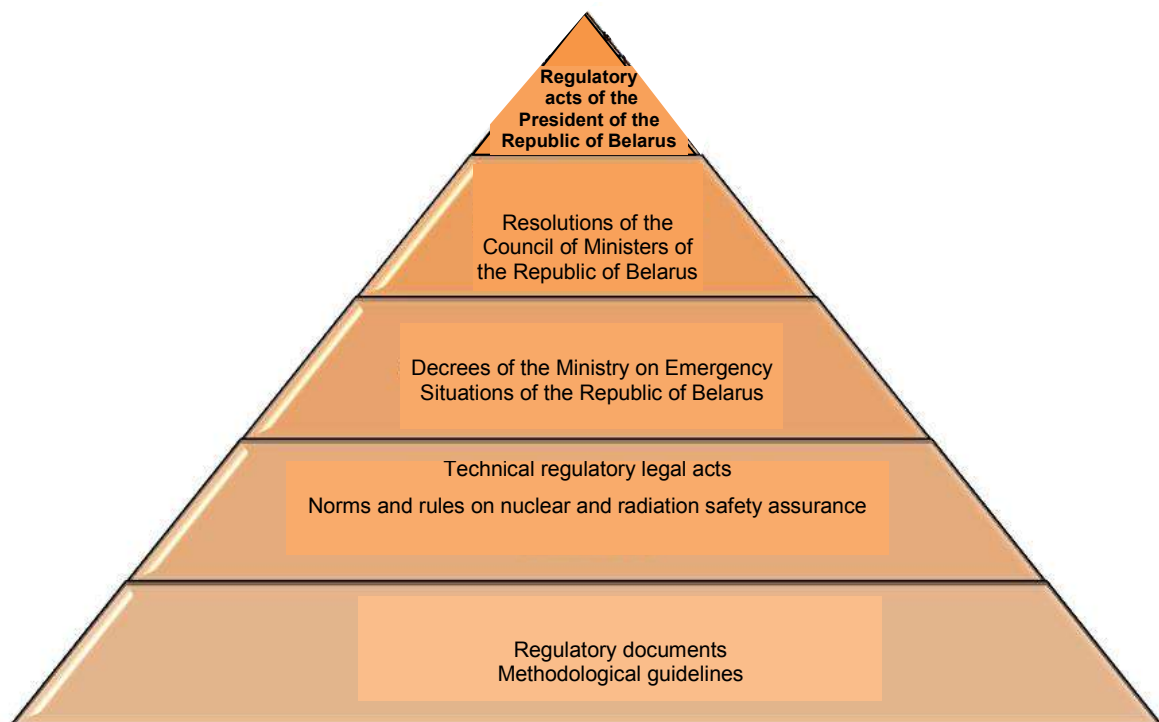 Regulatory
acts of the
President of the
Republic of Belarus
Resolutions of the
Council of Ministers of
the Republic of Belarus
Decrees of the Ministry on Emergency
Situations of the Republic of Belarus
Technical regulatory legal acts
Norms and rules on nuclear and radiation safety assurance
Regulatory documents
Methodological guidelines